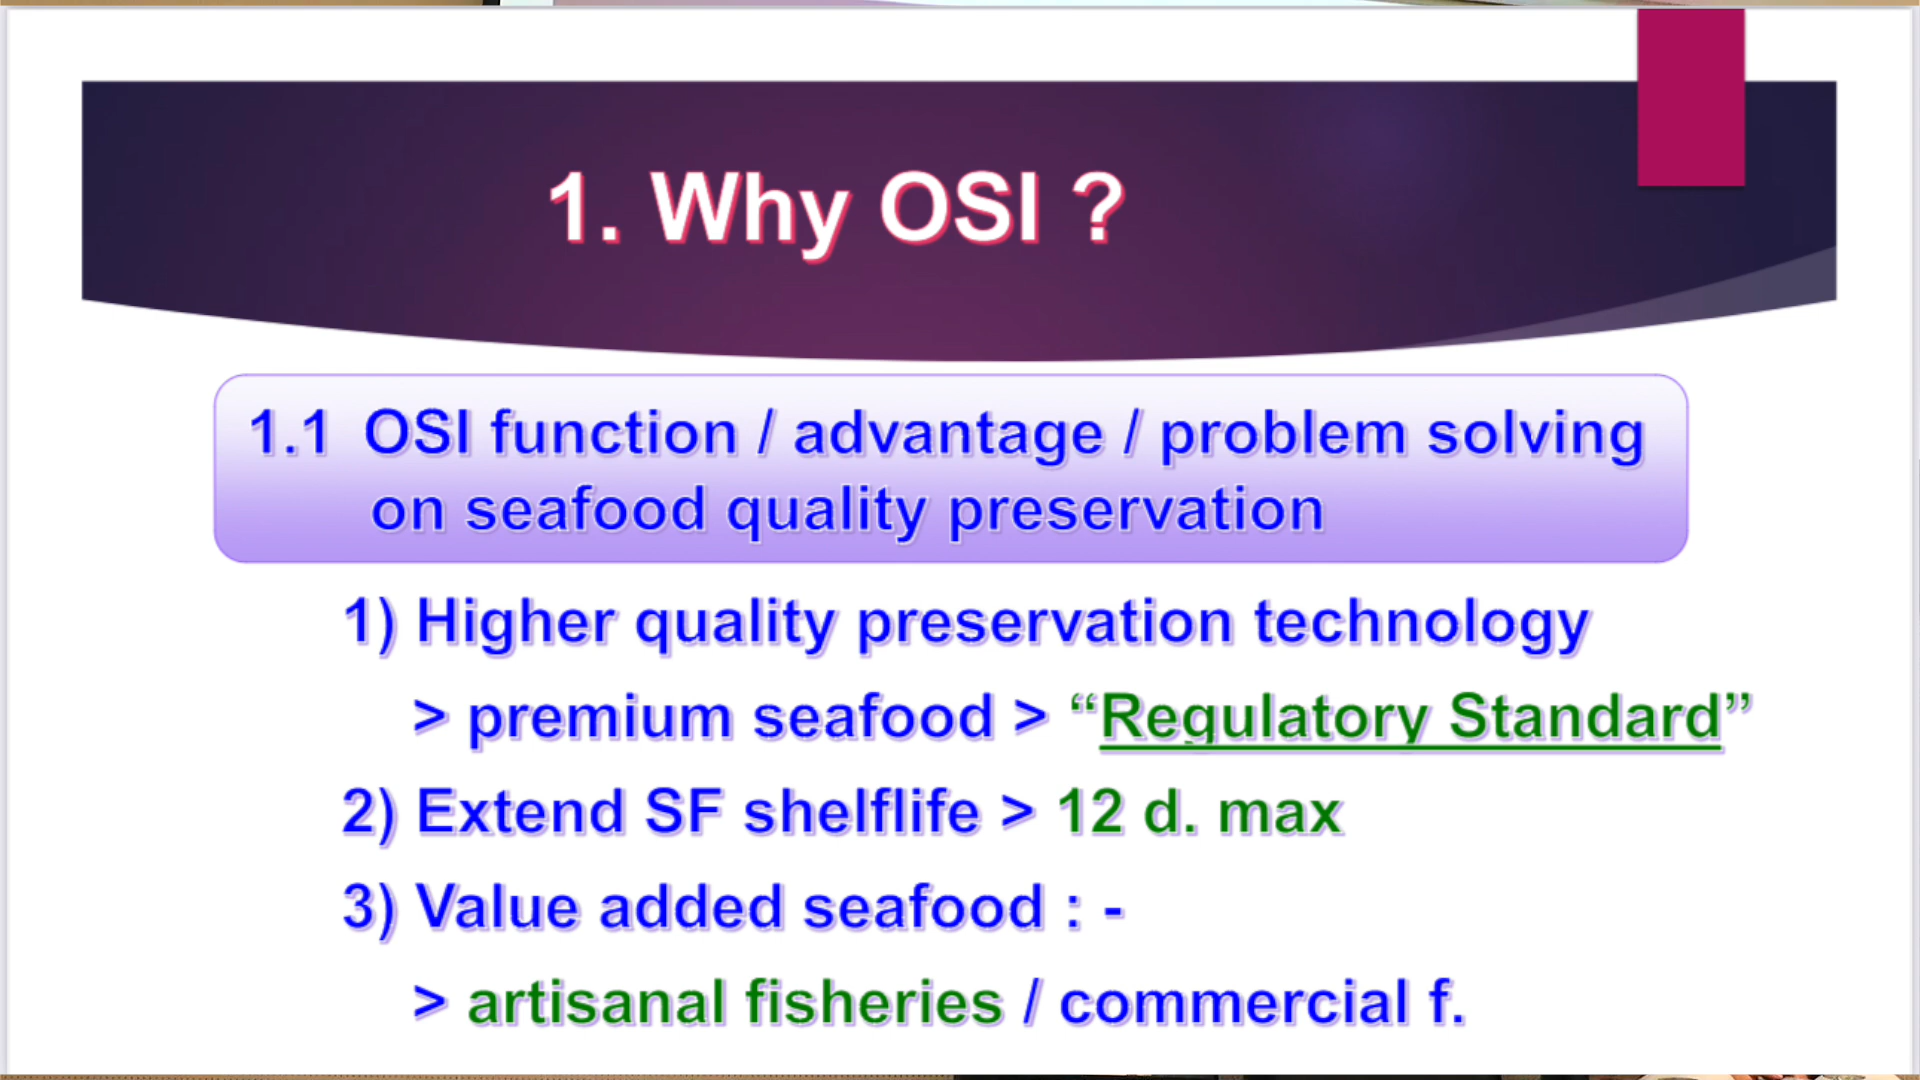 1. Why OSI ?
1.1 OSI function / advantage / problem solving
on seafood quality preservation
1) Higher quality preservation technology
> premium seafood > “Regulatory Standard”
2) Extend SF shelflife > 12 d. max
3) Value added seafood : -
> artisanal fisheries / commercial f.